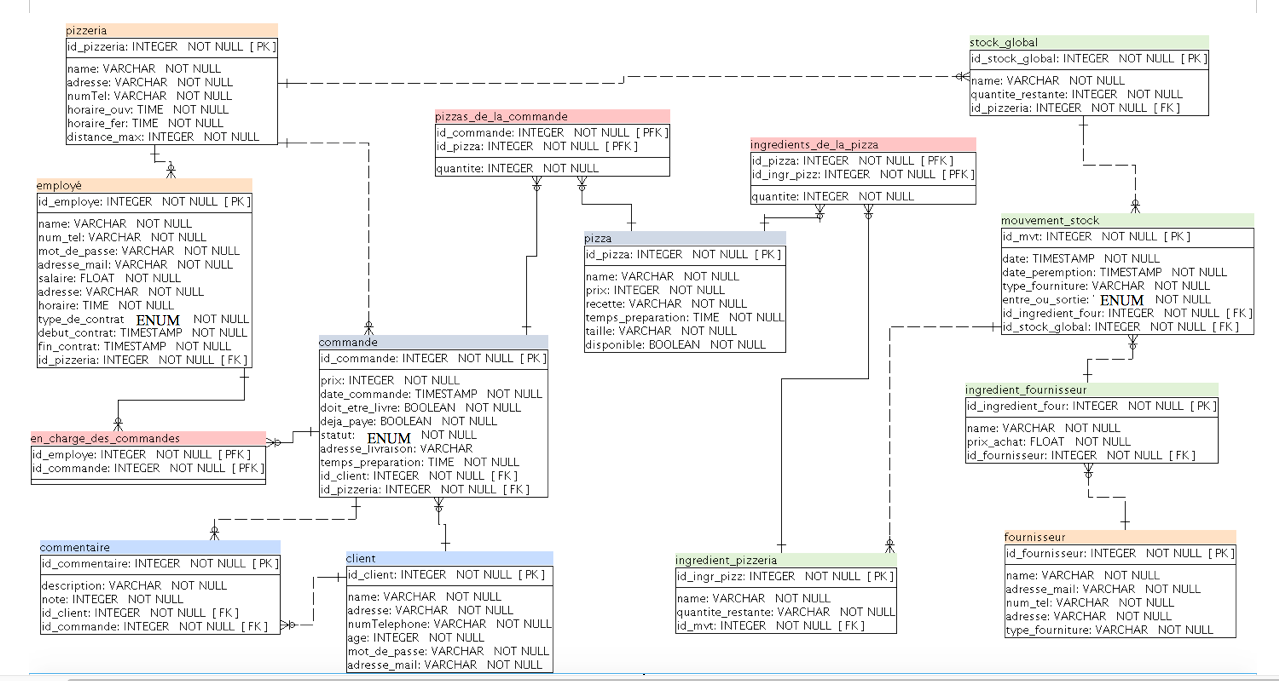 pizzeria
id_pizzeria: INTEGER NOT NULL [ PK ]
name: VARCHAR NOT NULL
adresse: VARCHAR NOT NULL
numTel: VARCHAR NOT NULL
horaire_ouv: TIME NOT NULL
horaire_fer: TIME NOT NULL
distance_max: INTEGER NOT NULL
stock_global
id_stock_global: INTEGER NOT NULL [ PK ]
name: VARCHAR NOT NULL
quantite_restante: INTEGER NOT NULL
id_pizzeria: INTEGER NOT NULL [ FK ]
pizzas_de_la_commande
id_commande: INTEGER NOT NULL [ PFK ]
id_pizza: INTEGER NOT NULL [ PFK ]
quantite: INTEGER NOT NULL
ingredients_de_la_pizza
id_pizza: INTEGER NOT NULL [ PFK ]
id_ingr_pizz: INTEGER NOT NULL [ PFK ]
quantite: INTEGER NOT NULL
employé
id_employe: INTEGER NOT NULL [ PK ]
name: VARCHAR NOT NULL
num_tel: VARCHAR NOT NULL
mot_de_passe: VARCHAR NOT NULL
adresse_mail: VARCHAR NOT NULL
salaire: FLOAT NOT NULL
adresse: VARCHAR NOT NULL
horaire: TIME NOT NULL
type_de_contrat ENUM NOT NULL
debut_contrat: TIMESTAMP NOT NULL
fin_contrat: TIMESTAMP NOT NULL
id_pizzeria: INTEGER NOT NULL [ FK ]
pizza
id_pizza: INTEGER NOT NULL [ PK ]
name: VARCHAR NOT NULL
prix: INTEGER NOT NULL
recette: VARCHAR NOT NULL
temps_preparation: TIME NOT NULL
taille: VARCHAR NOT NULL
disponible: BOOLEAN NOT NULL
mouvement_stock
id_mvt: INTEGER NOT NULL [ PK ]
date: TIMESTAMP NOT NULL
date_peremption: TIMESTAMP NOT NULL
type_fourniture: VARCHAR NOT NULL
entre_ou_sortie: ' ENUM NOT NULL
id_ingredient_four: INTEGER NOT NULL [ FK ]
id_stock_global: INTEGER NOT NULL [ FK ]
commande
id_commande: INTEGER NOT NULL [ PK ]
prix: INTEGER NOT NULL
date_commande: TIMESTAMP NOT NULL
doit_etre_livre: BOOLEAN NOT NULL
deja_paye: BOOLEAN NOT NULL
statut: ENUM NOT NULL
adresse_livraison: VARCHAR
temps_preparation: TIME NOT NULL
id_client: INTEGER NOT NULL [ FK ]
id_pizzeria: INTEGER NOT NULL [ FK ]
ingredient_fournisseur
id_ingredient_four: INTEGER NOT NULL [ PK ]
name: VARCHAR NOT NULL
prix_achat: FLOAT NOT NULL
id_fournisseur: INTEGER NOT NULL [ FK ]
en_charge_des_commandes
id_employe: INTEGER NOT NULL [ PFK ]
id_commande: INTEGER NOT NULL [ PFK ]
commentaire
id_commentaire: INTEGER NOT NULL [ PK ]
description: VARCHAR NOT NULL
note: INTEGER NOT NULL
id_client: INTEGER NOT NULL [ FK ]
id_commande: INTEGER NOT NULL [ FK ]
client
id_client: INTEGER NOT NULL [ PK ]
name: VARCHAR NOT NULL
adresse: VARCHAR NOT NULL
numTelephone: VARCHAR NOT NULL
age: INTEGER NOT NULL
mot_de_passe: VARCHAR NOT NULL
adresse_mail: VARCHAR NOT NULL
ingredient_pizzeria
id_ingr_pizz: INTEGER NOT NULL [ PK ]
name: VARCHAR NOT NULL
quantite_restante: VARCHAR NOT NULL
id_mvt: INTEGER NOT NULL [ FK ]
fournisseur
id_fournisseur: INTEGER NOT NULL [ PK ]
name: VARCHAR NOT NULL
adresse_mail: VARCHAR NOT NULL
num_tel: VARCHAR NOT NULL
adresse: VARCHAR NOT NULL
type_fourniture: VARCHAR NOT NULL